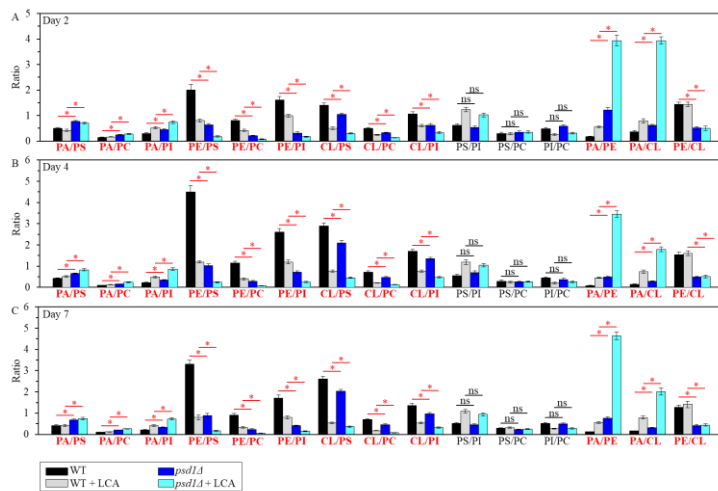 A Day 2
5
4
3
2
1
0
Ratio
* * * * * * * * * * * * * * * * * * ns ns ns ns ns ns * * * * * *
PA/PS PA/PC PA/PI PE/PS PE/PC PE/PI CL/PS CL/PC CL/PI PS/PI PS/PC PI/PC PA/PE PA/CL PE/CL
B Day 4
6
5
4
3
2
1
0
Ratio
* * * * * * * * * * * * * * * * * * ns ns ns ns ns ns * * * * * *
PA/PS PA/PC PA/PI PE/PS PE/PC PE/PI CL/PS CL/PC CL/PI PS/PI PS/PC PI/PC PA/PE PA/CL PE/CL
C Day 7
6
5
4
3
2
1
0
Ratio
* * * * * * * * * * * * * * * * * * ns ns ns ns ns ns * * * * * *
PA/PS PA/PC PA/PI PE/PS PE/PC PE/PI CL/PS CL/PC CL/PI PS/PI PS/PC PI/PC PA/PE PA/CL PE/CL
WT psd1Δ
WT + LCA psd1Δ + LCA